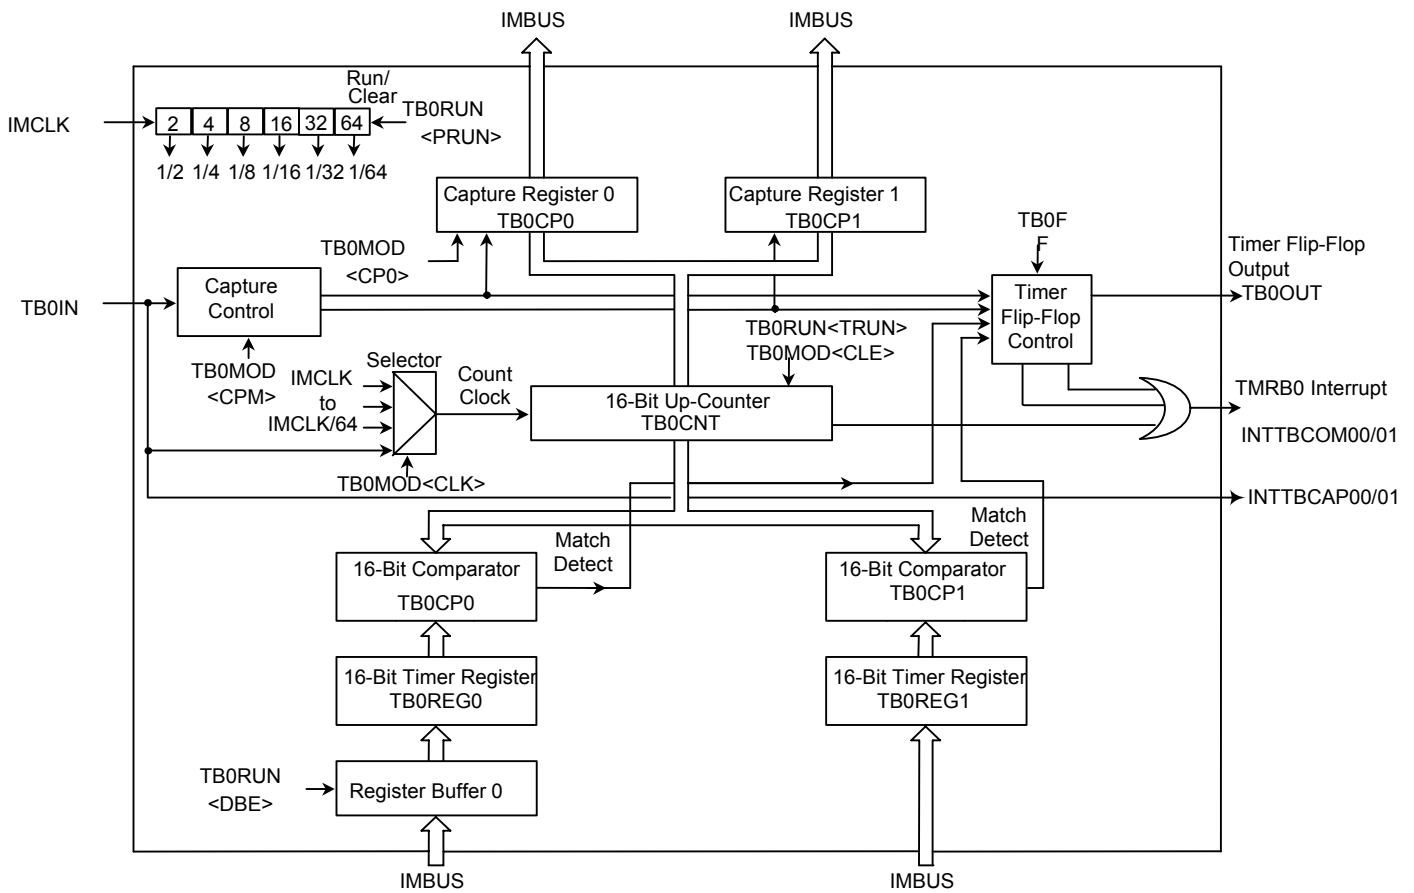 IMBUS
IMBUS
Run/
Clear
IMCLK
2 4 8 16 32 64
TB0RUN
<PRUN>
1/2 1/4 1/8 1/16 1/32 1/64
Capture Register 0
TB0CP0
Capture Register 1
TB0CP1
TB0MOD
<CP0>
TB0F
F
Timer Flip-Flop
Output
TB0OUT
TB0IN
Capture
Control
Timer
Flip-Flop
Control
TB0RUN<TRUN>
TB0MOD<CLE>
TB0MOD
<CPM>
Selector
IMCLK
to
IMCLK/64
Count
Clock
16-Bit Up-Counter
TB0CNT
TMRB0 Interrupt
INTTBCOM00/01
TB0MOD<CLK>
INTTBCAP00/01
Match
Detect
Match
Detect
16-Bit Comparator
TB0CP0
16-Bit Comparator
TB0CP1
16-Bit Timer Register
TB0REG0
16-Bit Timer Register
TB0REG1
TB0RUN
<DBE>
Register Buffer 0
IMBUS
IMBUS